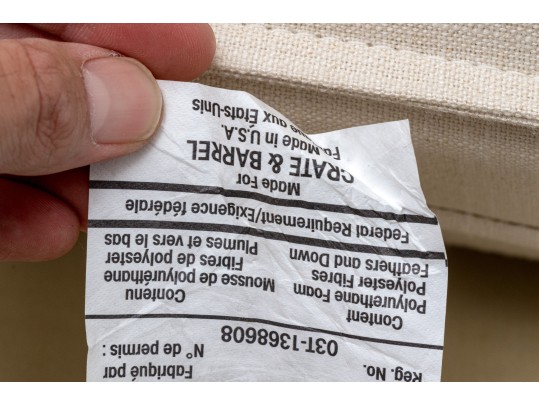 Reg. No.
Fabriqué par
N° de permis :
03T-1368608
Content
Polyurethane Foam
Polyester Fibres
Feathers and Down
Contenu
Mousse de polyuréthane
Fibres de polyester
Plumes et vers le bas
Federal Requirement/Exigence fédérale
Made For
CRATE & BARREL
Made in U.S.A.
aux États-Unis